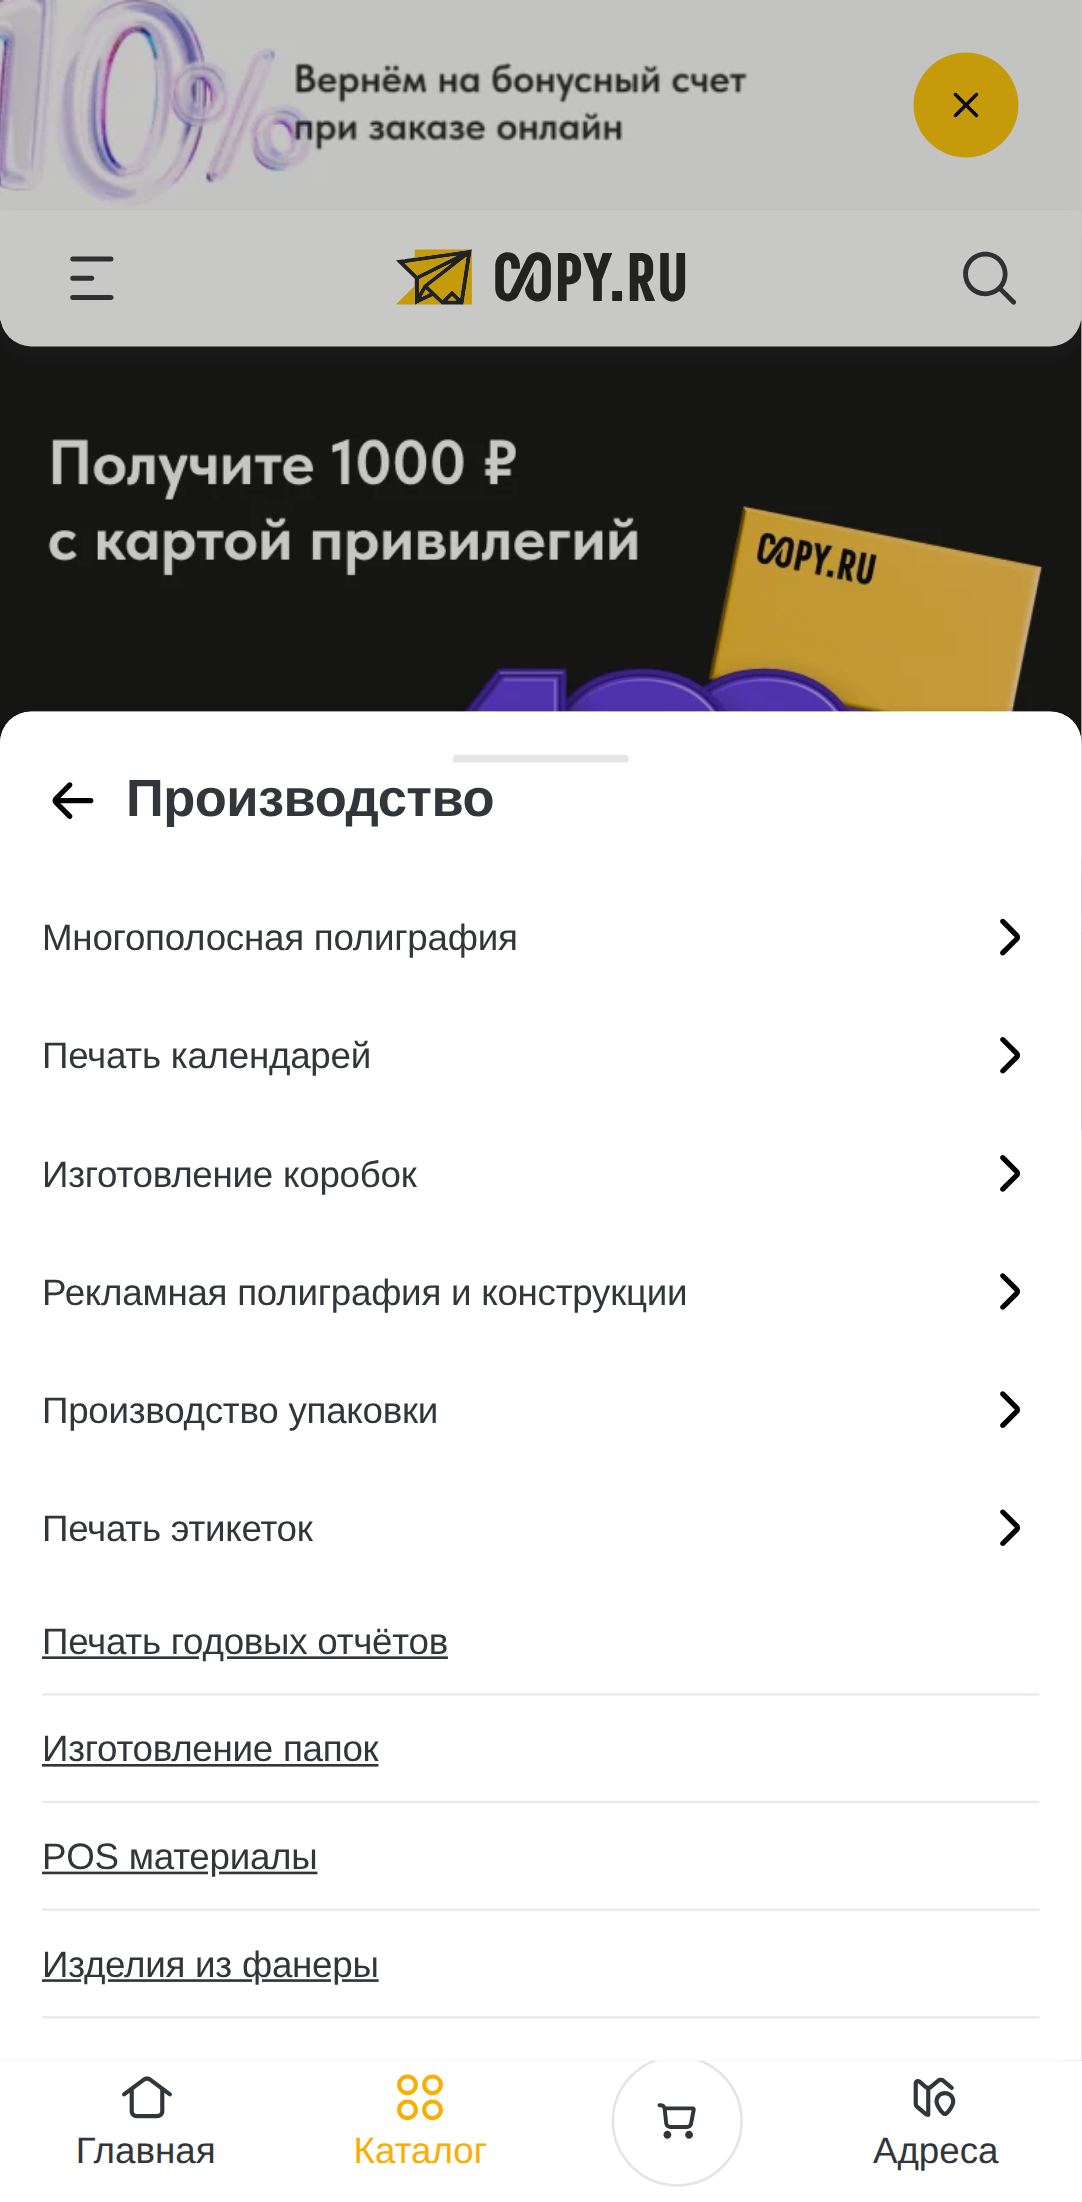 10%
Вернём на бонусный счет
при заказе онлайн
COPY.RU
Получите 1000 ₽
с картой привилегий
COPY.RU
Производство
Многополосная полиграфия
Печать календарей
Изготовление коробок
Рекламная полиграфия и конструкции
Производство упаковки
Печать этикеток
Печать годовых отчётов
Изготовление папок
POS материалы
Изделия из фанеры
Главная
Каталог
Адреса